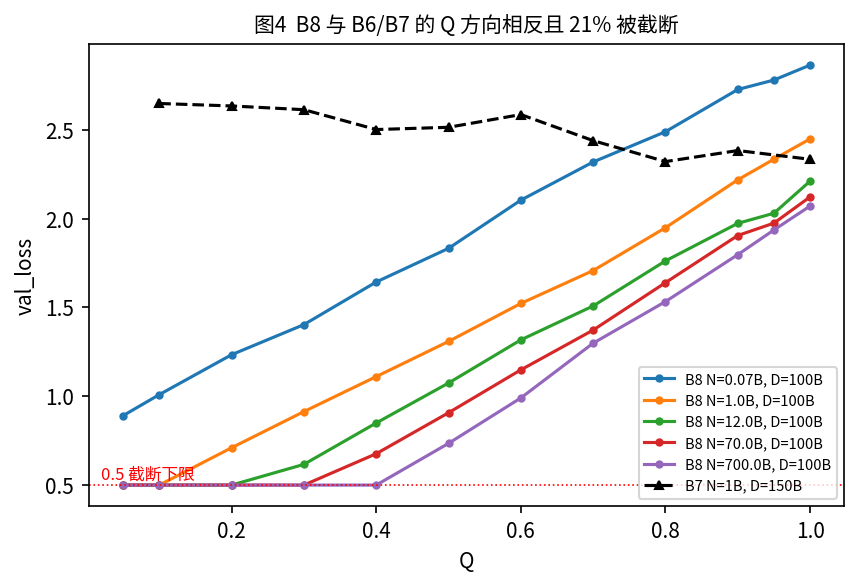 图4 B8 与 B6/B7 的 Q 方向相反且 21% 被截断
val_loss
2.5
2.0
1.5
1.0
0.5
0.5 截断下限
B8 N=0.07B, D=100B
B8 N=1.0B, D=100B
B8 N=12.0B, D=100B
B8 N=70.0B, D=100B
B8 N=700.0B, D=100B
B7 N=1B, D=150B
0.2
0.4
0.6
0.8
1.0
Q